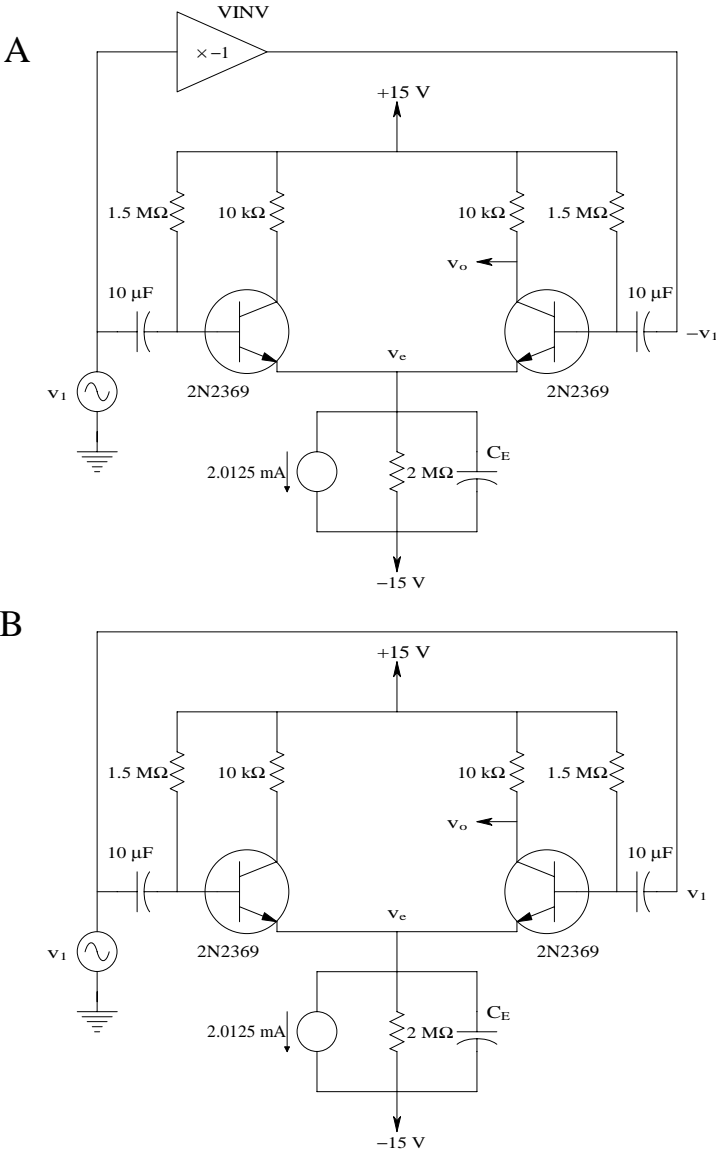 VINV
A
× −1
+15 V
1.5 MΩ 10 kΩ 10 kΩ 1.5 MΩ
vₒ
10 µF 10 µF
−v₁
vₑ
v₁ 2N2369 2N2369
C_E
2.0125 mA 2 MΩ
−15 V
B
+15 V
1.5 MΩ 10 kΩ 10 kΩ 1.5 MΩ
vₒ
10 µF 10 µF
v₁
vₑ
v₁ 2N2369 2N2369
C_E
2.0125 mA 2 MΩ
−15 V